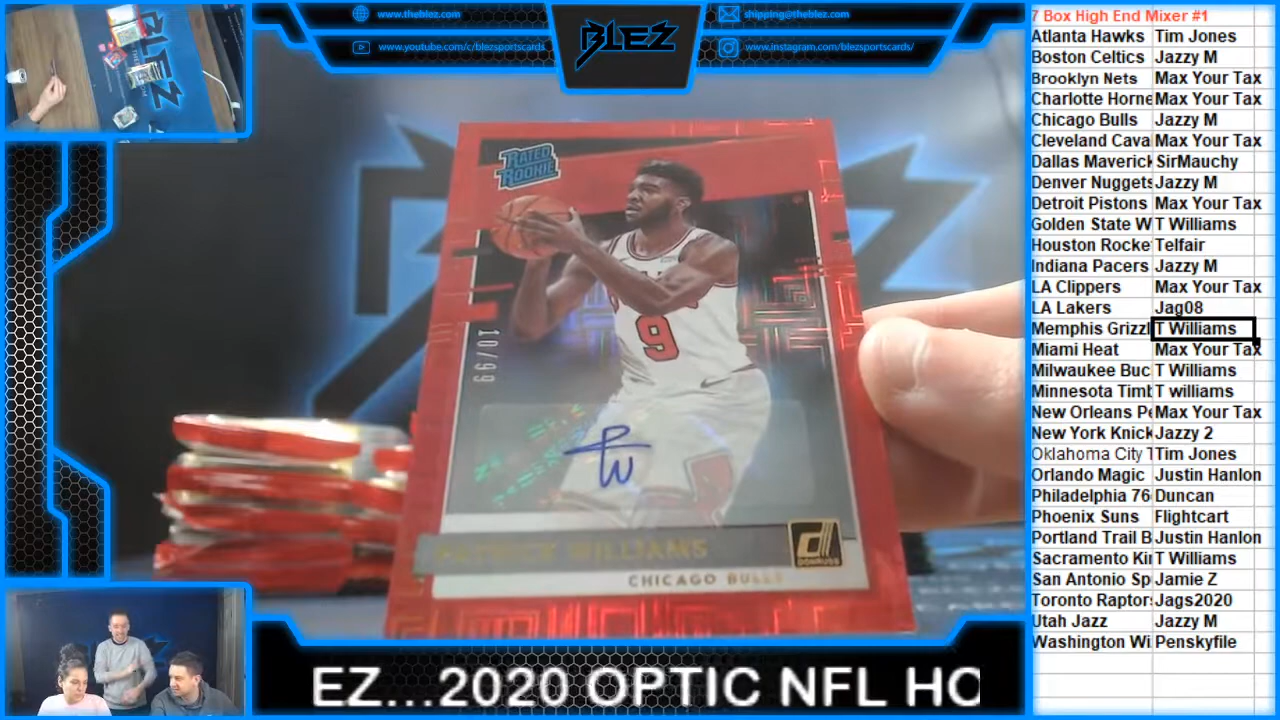 www.theblez.com
shipping@theblez.com
www.youtube.com/c/blezsportscards
BLEZ
www.instagram.com/blezsportscards/
BLEZ
RATED
ROOKIE
9
10/99
PATRICK WILLIAMS
DONRUSS
CHICAGO BULLS
EZ...2020 OPTIC NFL HO
7 Box High End Mixer #1
Atlanta Hawks Tim Jones
Boston Celtics Jazzy M
Brooklyn Nets Max Your Tax
Charlotte Horne Max Your Tax
Chicago Bulls Jazzy M
Cleveland Cava Max Your Tax
Dallas Maverick SirMauchy
Denver Nuggets Jazzy M
Detroit Pistons Max Your Tax
Golden State W T Williams
Houston Rocke Telfair
Indiana Pacers Jazzy M
LA Clippers Max Your Tax
LA Lakers Jag08
Memphis Grizzl T Williams
Miami Heat Max Your Tax
Milwaukee Buc T Williams
Minnesota Timb T williams
New Orleans Pe Max Your Tax
New York Knick Jazzy 2
Oklahoma City T Tim Jones
Orlando Magic Justin Hanlon
Philadelphia 76 Duncan
Phoenix Suns Flightcart
Portland Trail B Justin Hanlon
Sacramento Kin T Williams
San Antonio Sp Jamie Z
Toronto Raptors Jags2020
Utah Jazz Jazzy M
Washington Wi Penskyfile